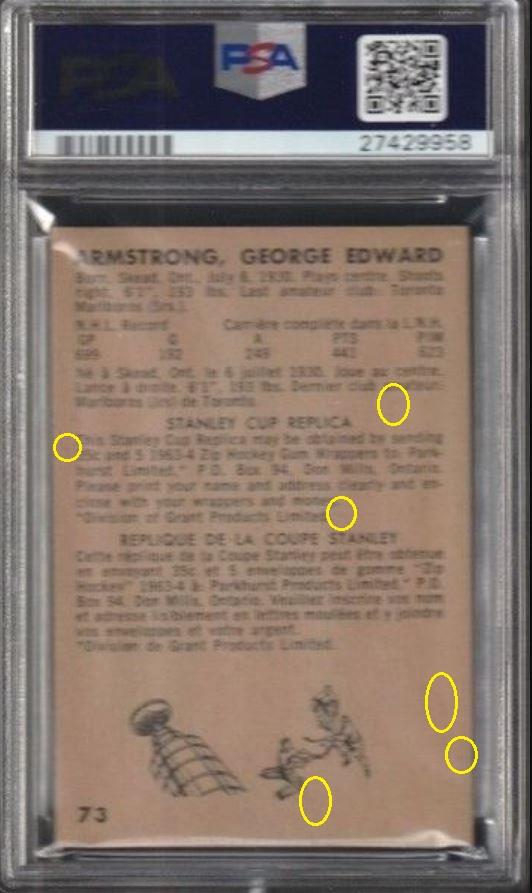 PSA
27429958
ARMSTRONG, GEORGE EDWARD
Born, Skead, Ont., July 6, 1930. Plays centre. Shoots
right. 6'1", 193 lbs. Last amateur club: Toronto
Marlboros (Srs.).
N.H.L. Record Carrière complète dans la L.N.H.
GP G A PTS PIM
699 192 249 441 523
Né à Skead, Ont. le 6 juillet 1930. Joue au centre.
Lance à droite. 6'1", 193 lbs. Dernier club
Marlboros (Jrs) de Toronto.
STANLEY CUP REPLICA
This Stanley Cup Replica may be obtained by sending
and 5 1963-4 Zip Hockey Gum Wrappers to: Park-
hurst Limited.* P.O. Box 94, Don Mills, Ontario.
Please print your name and address clearly and en-
close with your wrappers and
*Division of Grant Products Limited.
REPLIQUE DE LA COUPE STANLEY
Cette réplique de la Coupe Stanley peut être obtenue
en envoyant 35c et 5 enveloppes de gomme "Zip
Hockey" 1963-4 à: Parkhurst Products Limited.* P.O.
Box 94, Don Mills, Ontario. Veuillez inscrire vos nom
et adresse lisiblement en lettres moulées et y joindre
vos enveloppes et votre argent.
*Division de Grant Products Limited.
73